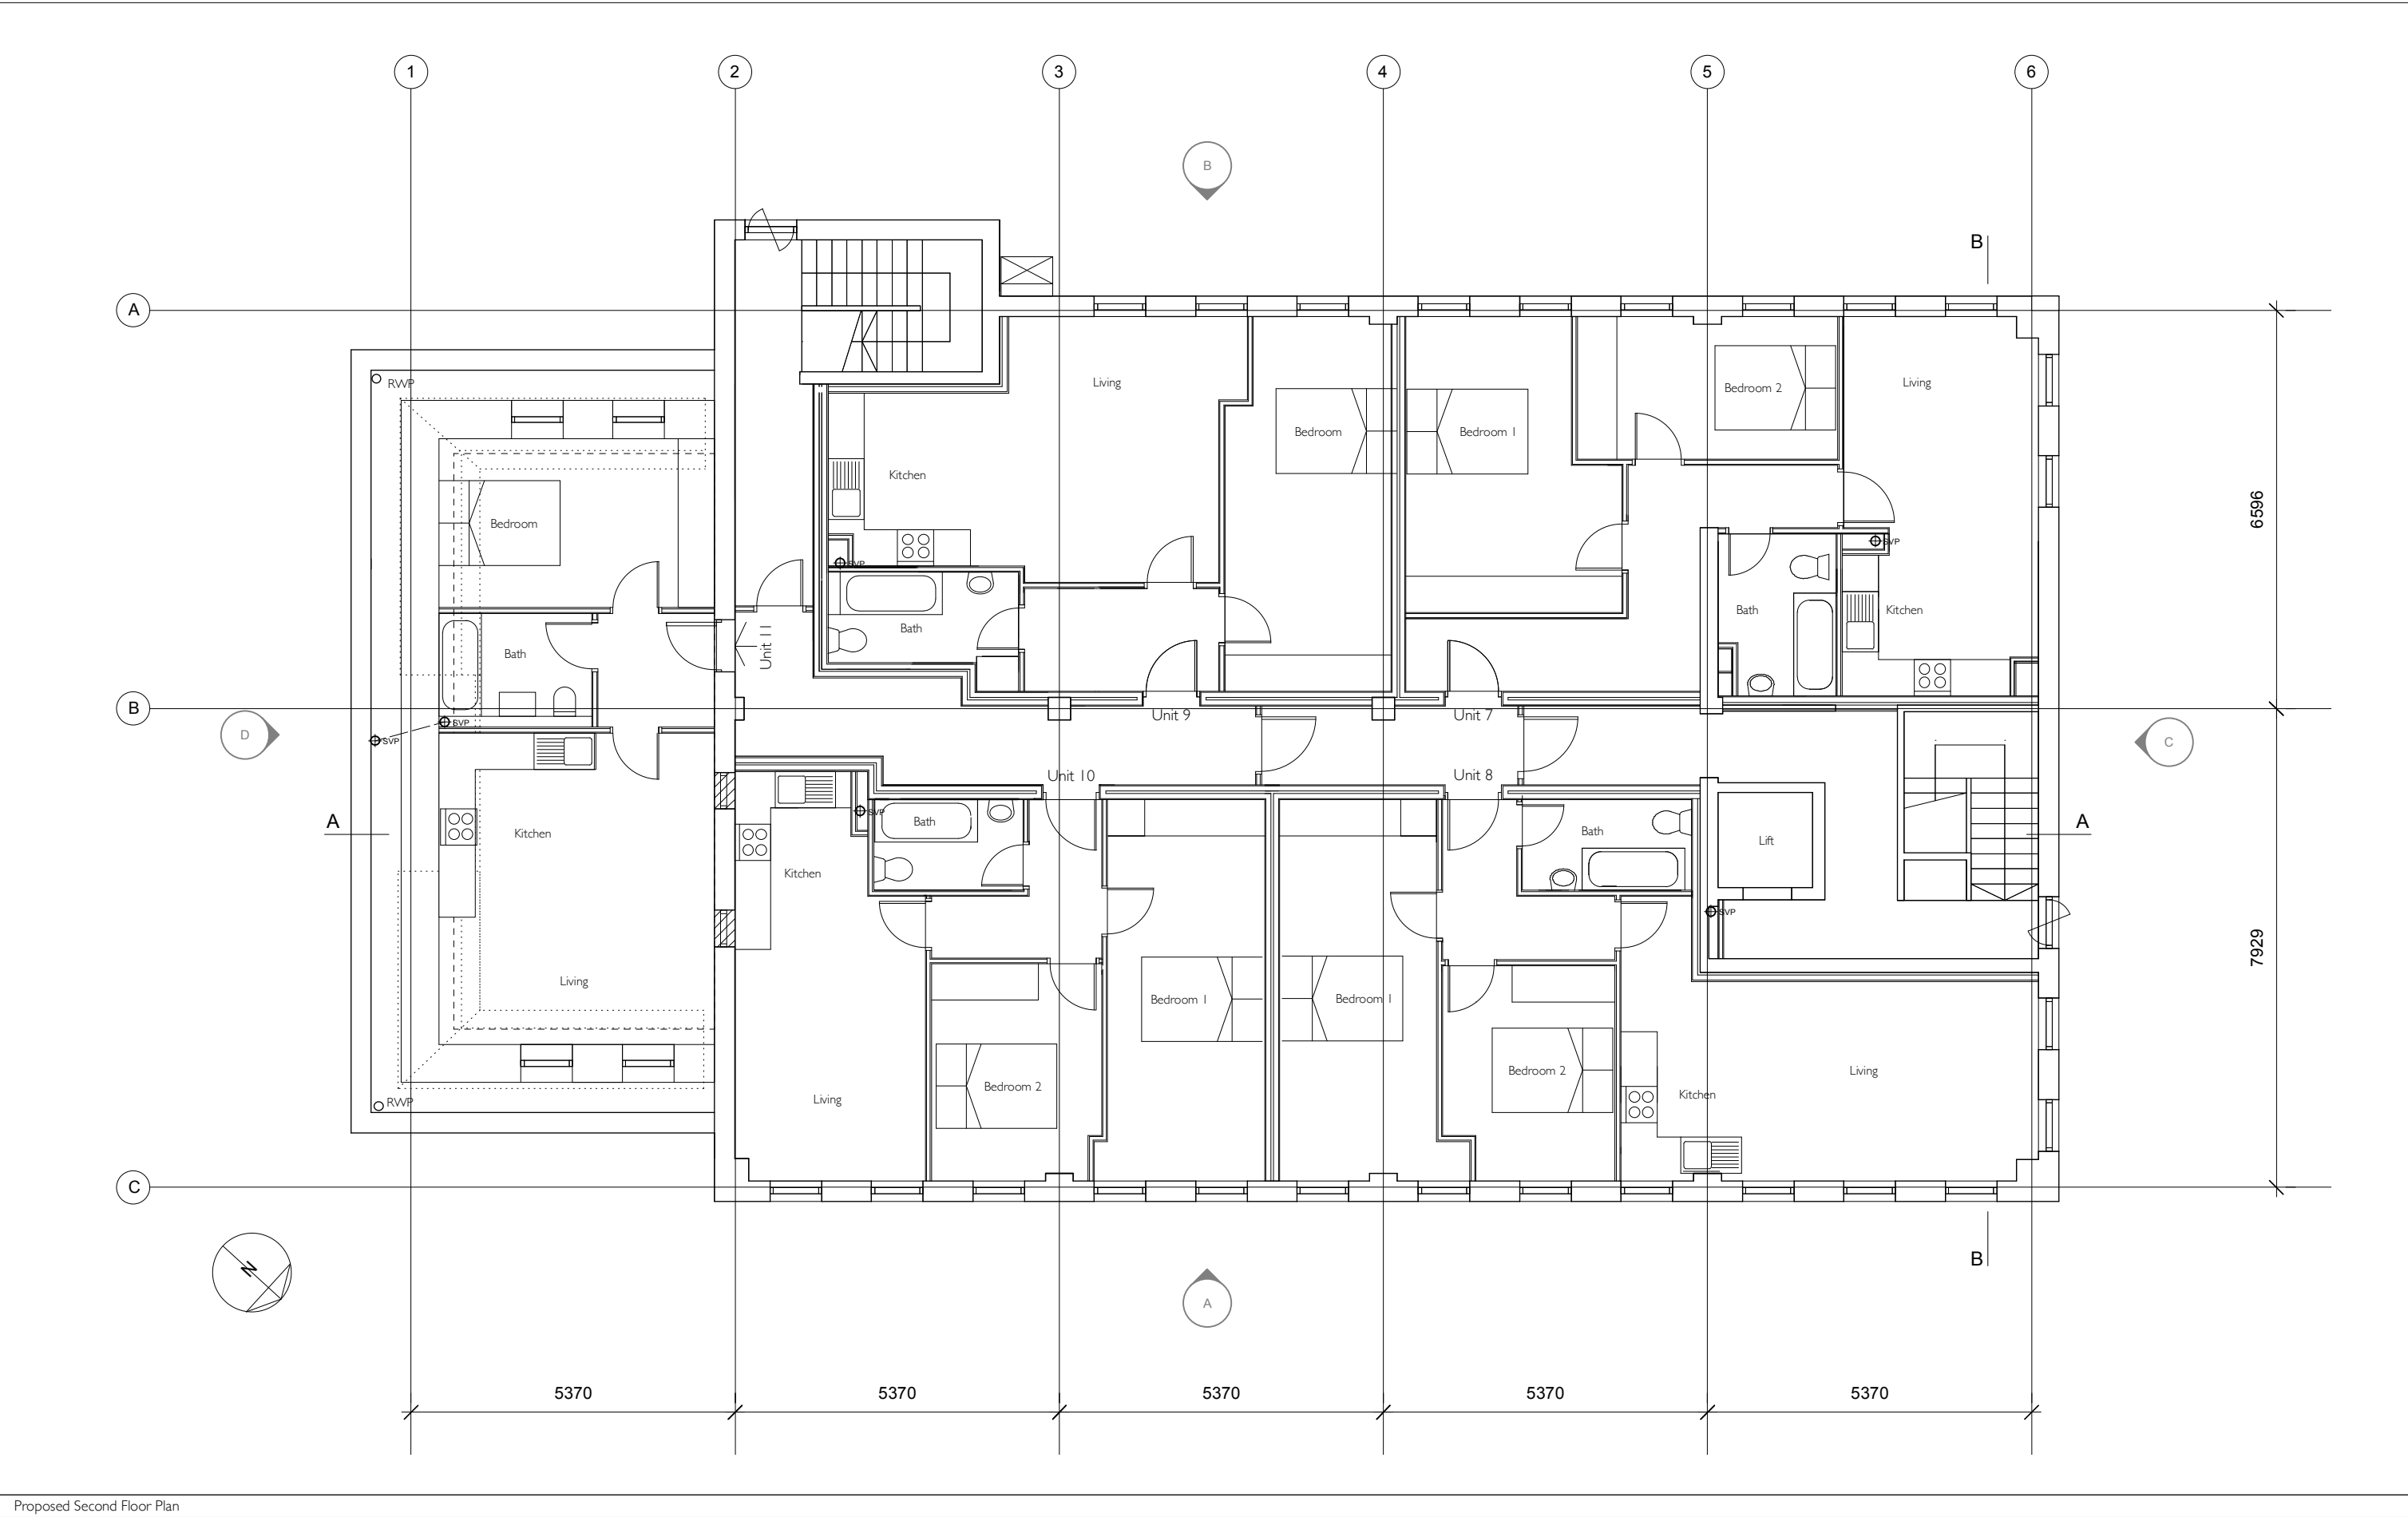 1 2 3 4 5 6
B
B
A
RWP
Living
Bedroom 2
Living
Bedroom
Bedroom 1
Kitchen
6596
Bedroom
SVP
SVP
Bath
Kitchen
Bath
Unit 11
Bath
B
Unit 9
Unit 7
SVP
D
SVP
C
Unit 10
Unit 8
A
Kitchen
SVP
Bath
Bath
Lift
A
Kitchen
SVP
7929
Living
Bedroom 1
Bedroom 1
Bedroom 2
Living
Bedroom 2
Kitchen
RWP
Living
C
N
B
A
5370 5370 5370 5370 5370
Proposed Second Floor Plan